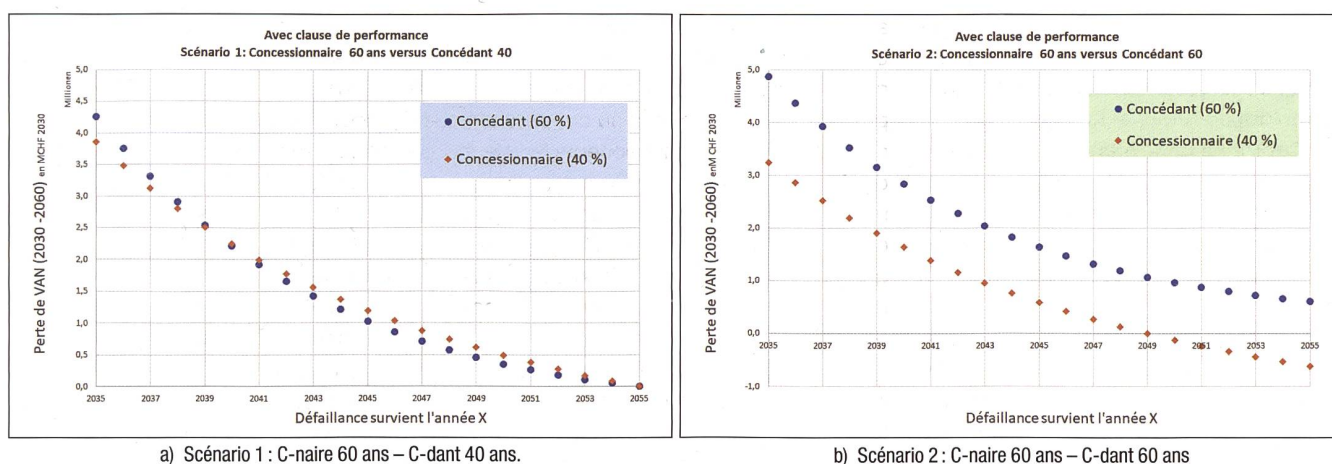 Avec clause de performance
Scénario 1: Concessionnaire 60 ans versus Concédant 40
Millionen
Perte de VAN (2030 -2060) en MCHF 2030
5,0
4,5
4,0
3,5
3,0
2,5
2,0
1,5
1,0
0,5
0,0
Concédant (60 %)
Concessionnaire (40 %)
2035 2037 2039 2041 2043 2045 2047 2049 2051 2053 2055
Défaillance survient l'année X
a) Scénario 1 : C-naire 60 ans – C-dant 40 ans.
Avec clause de performance
Scénario 2: Concessionnaire 60 ans versus Concédant 60
Millionen
Perte de VAN (2030 -2060) enM CHF 2030
5,0
4,0
3,0
2,0
1,0
0,0
-1,0
Concédant (60 %)
Concessionnaire (40 %)
2035 2037 2039 2041 2043 2045 2047 2049 2051 2053 2055
Défaillance survient l'année X
b) Scénario 2 : C-naire 60 ans – C-dant 60 ans